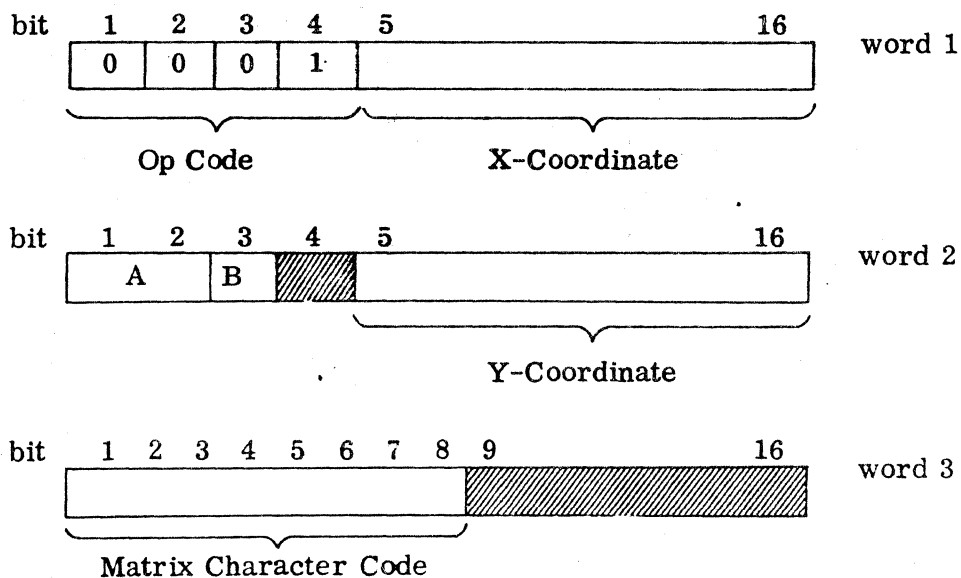 bit 1 2 3 4 5 16 word 1
0 0 0 1
Op Code X-Coordinate
bit 1 2 3 4 5 16 word 2
A B
Y-Coordinate
bit 1 2 3 4 5 6 7 8 9 16 word 3
Matrix Character Code